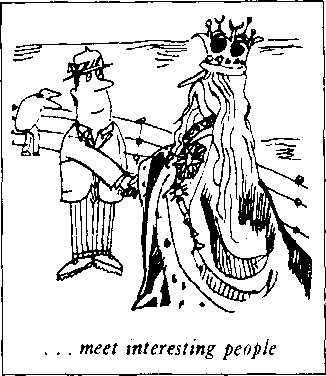 . . . meet interesting people